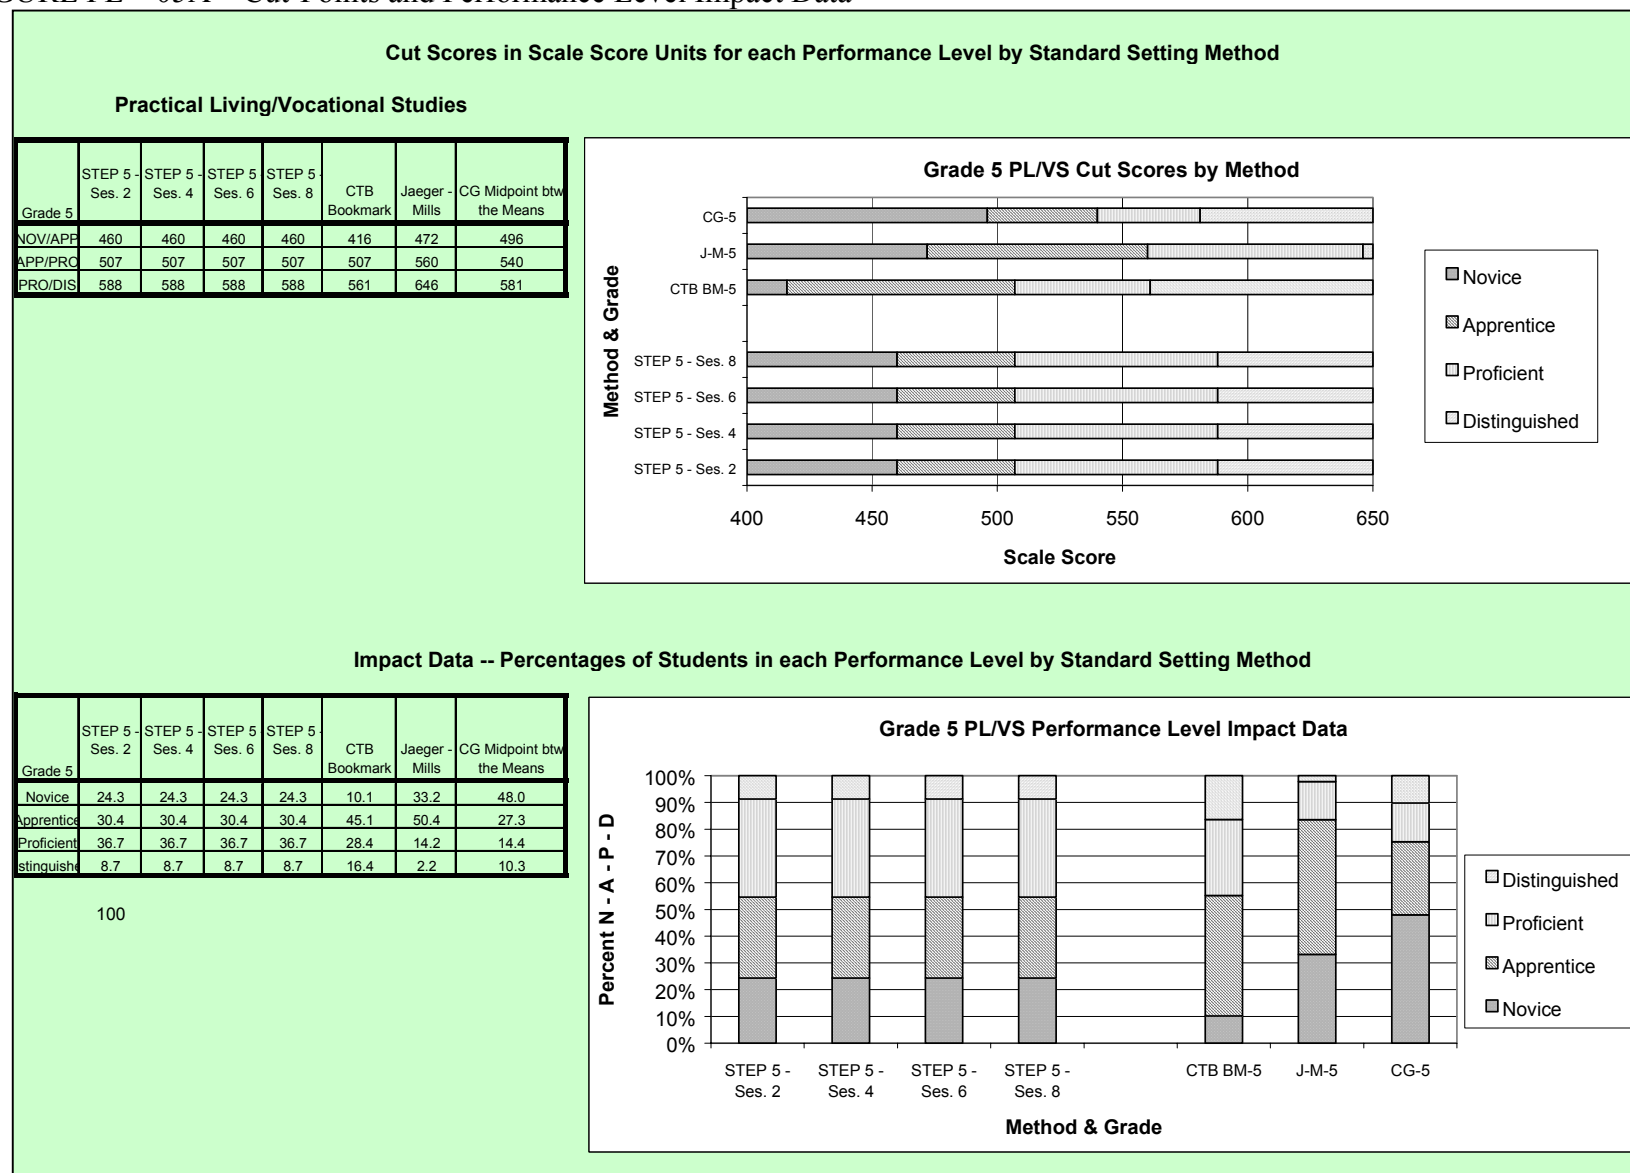 Cut Points and Performance Level Impact Data
Cut Scores in Scale Score Units for each Performance Level by Standard Setting Method
Practical Living/Vocational Studies
Grade 5 STEP 5 - Ses. 2 STEP 5 - Ses. 4 STEP 5 Ses. 6 STEP 5 - Ses. 8 CTB Bookmark Jaeger - Mills CG Midpoint btw the Means
NOV/APP 460 460 460 460 416 472 496
APP/PRO 507 507 507 507 507 560 540
PRO/DIS 588 588 588 588 561 646 581
Grade 5 PL/VS Cut Scores by Method
Method & Grade
CG-5
J-M-5
CTB BM-5
STEP 5 - Ses. 8
STEP 5 - Ses. 6
STEP 5 - Ses. 4
STEP 5 - Ses. 2
400 450 500 550 600 650
Scale Score
Novice
Apprentice
Proficient
Distinguished
Impact Data -- Percentages of Students in each Performance Level by Standard Setting Method
Grade 5 STEP 5 - Ses. 2 STEP 5 - Ses. 4 STEP 5 Ses. 6 STEP 5 - Ses. 8 CTB Bookmark Jaeger - Mills CG Midpoint btw the Means
Novice 24.3 24.3 24.3 24.3 10.1 33.2 48.0
Apprentice 30.4 30.4 30.4 30.4 45.1 50.4 27.3
Proficient 36.7 36.7 36.7 36.7 28.4 14.2 14.4
stinguishe 8.7 8.7 8.7 8.7 16.4 2.2 10.3
100
Grade 5 PL/VS Performance Level Impact Data
Percent N - A - P - D
100%
90%
80%
70%
60%
50%
40%
30%
20%
10%
0%
STEP 5 - Ses. 2 STEP 5 - Ses. 4 STEP 5 - Ses. 6 STEP 5 - Ses. 8 CTB BM-5 J-M-5 CG-5
Method & Grade
Distinguished
Proficient
Apprentice
Novice